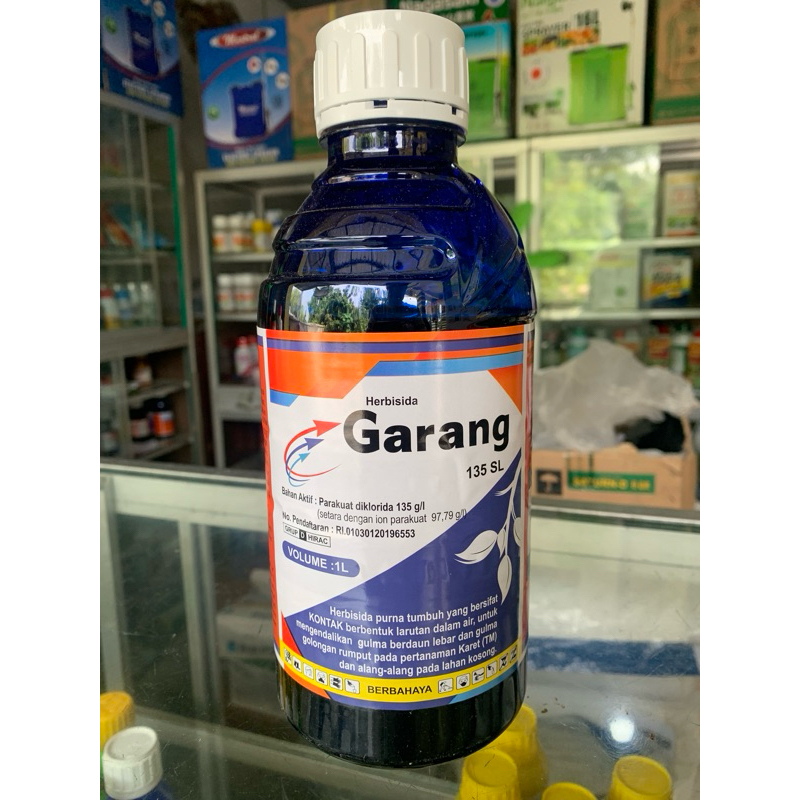 SPRAYER 16L
Herbisida
Garang
135 SL
Bahan Aktif : Parakuat diklorida 135 g/l
(setara dengan ion parakuat 97,79 g/l)
No. Pendaftaran : RI.01030120196553
GRUP D HRAC
VOLUME :1L
Herbisida purna tumbuh yang bersifat
KONTAK berbentuk larutan dalam air, untuk
mengendalikan gulma berdaun lebar dan gulma
golongan rumput pada pertanaman Karet (TM)
dan alang-alang pada lahan kosong.
BERBAHAYA